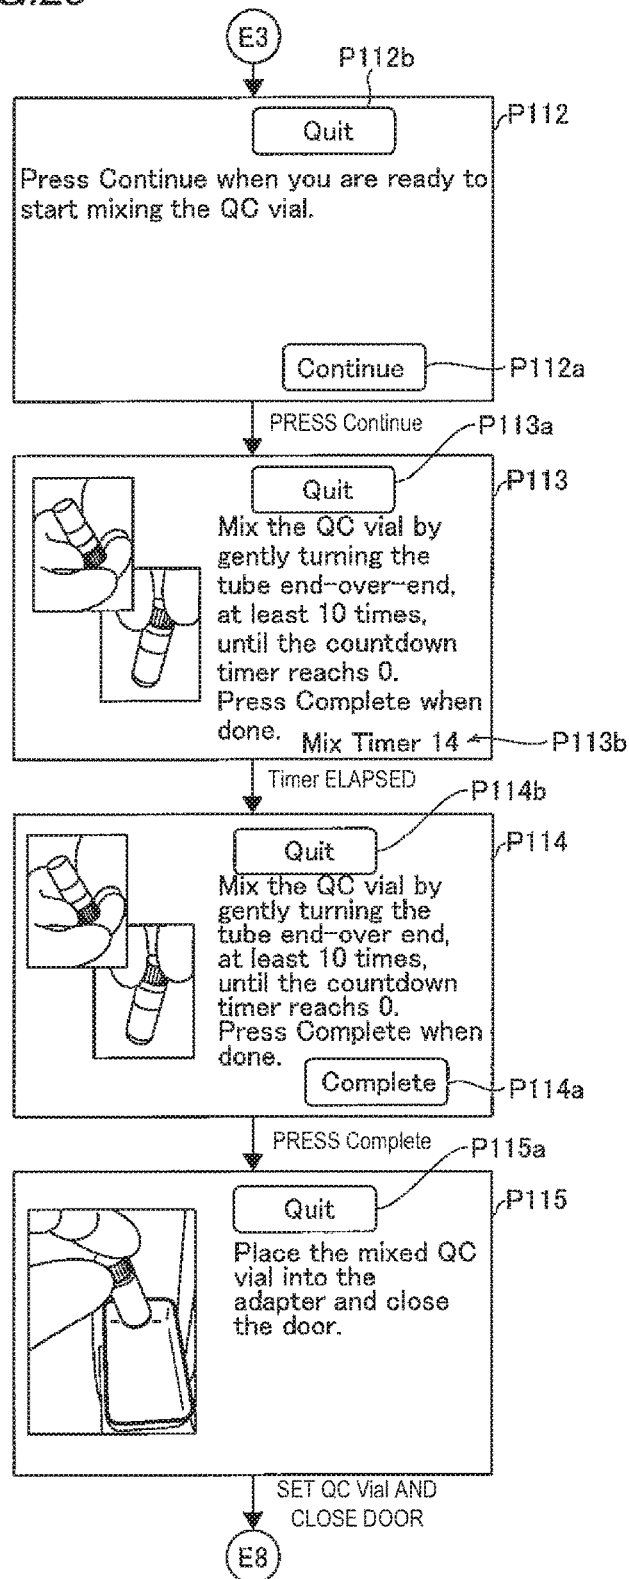 E3
P112b
Quit
P112
Press Continue when you are ready to
start mixing the QC vial.
Continue
P112a
PRESS Continue
P113a
Quit
P113
Mix the QC vial by
gently turning the
tube end-over-end,
at least 10 times,
until the countdown
timer reachs 0.
Press Complete when
done.
Mix Timer 14
P113b
Timer ELAPSED
P114b
Quit
P114
Mix the QC vial by
gently turning the
tube end-over end,
at least 10 times,
until the countdown
timer reachs 0.
Press Complete when
done.
Complete
P114a
PRESS Complete
P115a
Quit
P115
Place the mixed QC
vial into the
adapter and close
the door.
SET QC Vial AND
CLOSE DOOR
E8